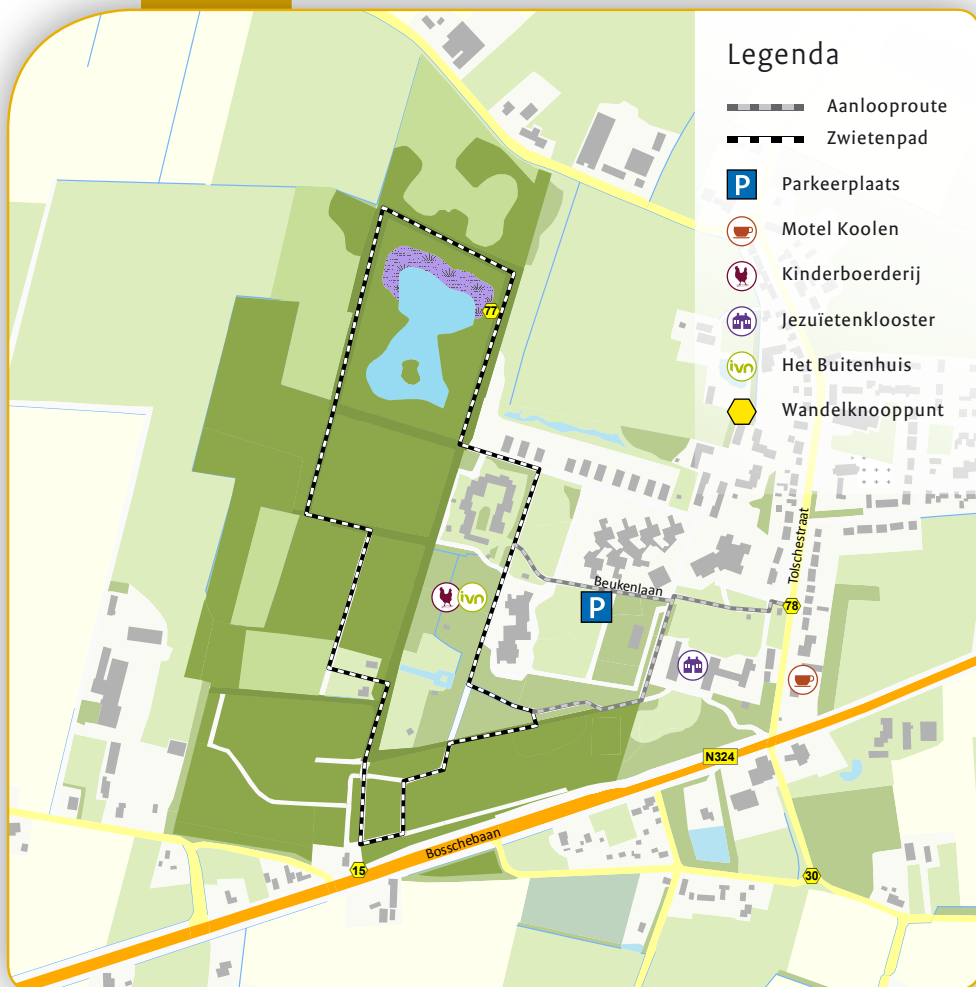 Legenda
Aanlooproute
Zwietenpad
P
Parkeerplaats
Motel Koolen
Kinderboerderij
Jezuïetenklooster
ivn
Het Buitenhuis
Wandelknooppunt
77
Tolschestraat
Beukenlaan
ivn
P
78
N324
Bosschebaan
15
30